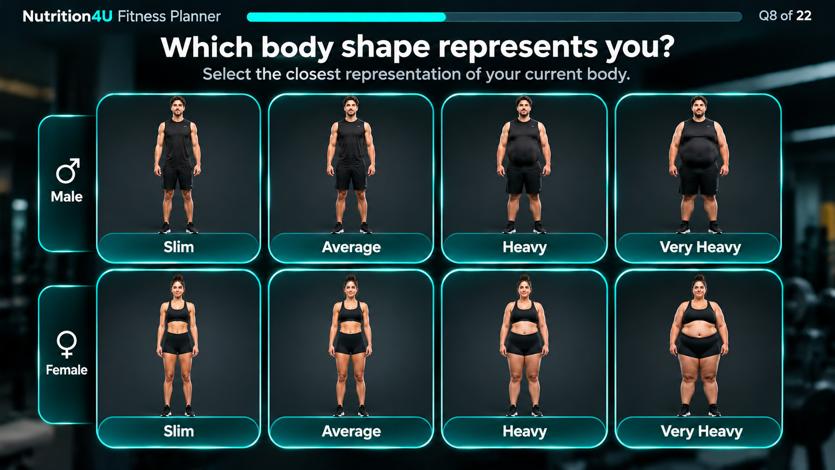 Nutrition4U Fitness Planner
Q8 of 22
Which body shape represents you?
Select the closest representation of your current body.
Male
Slim
Average
Heavy
Very Heavy
Female
Slim
Average
Heavy
Very Heavy